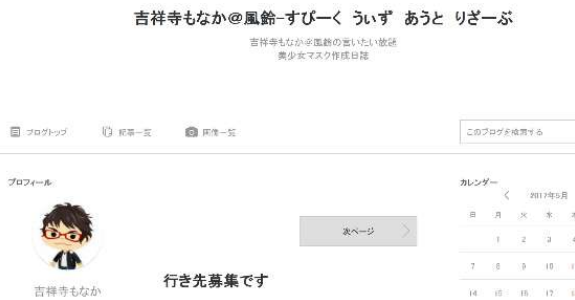 吉祥寺もなか@風鈴-すぴーく うぃず あうと りざーぶ
吉祥寺もなか@風鈴の言いたい放題
美少女マスク作成日誌
ブログトップ
記事一覧
画像一覧
このブログを検索する
プロフィール
吉祥寺もなか
次ページ
行き先募集です
カレンダー
2017年5月
日 月 火 水 木
1 2 3
7 8 9 10
14 15 16 17